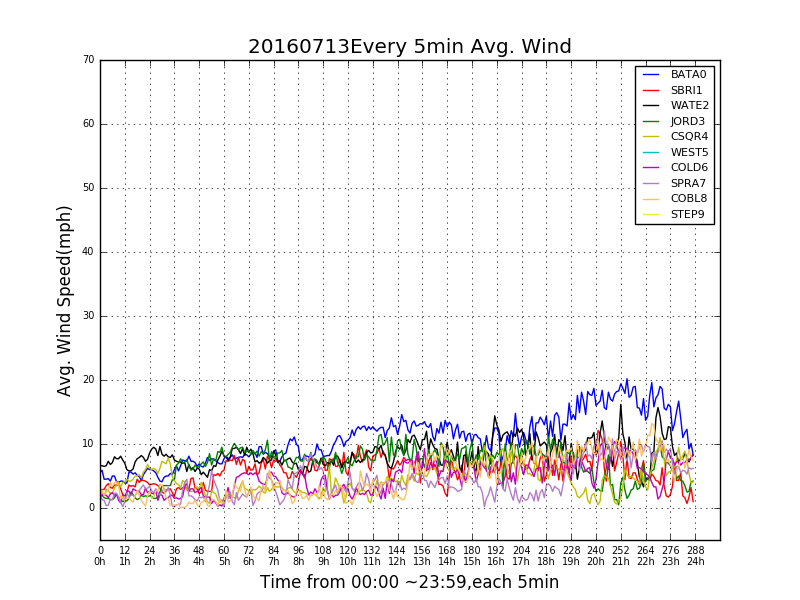 20160713Every 5min Avg. Wind
70
60
50
40
30
20
10
0
Avg. Wind Speed(mph)
BATA0
SBRI1
WATE2
JORD3
CSQR4
WEST5
COLD6
SPRA7
COBL8
STEP9
0 12 24 36 48 60 72 84 96 108 120 132 144 156 168 180 192 204 216 228 240 252 264 276 288
0h 1h 2h 3h 4h 5h 6h 7h 8h 9h 10h 11h 12h 13h 14h 15h 16h 17h 18h 19h 20h 21h 22h 23h 24h
Time from 00:00 ~23:59,each 5min